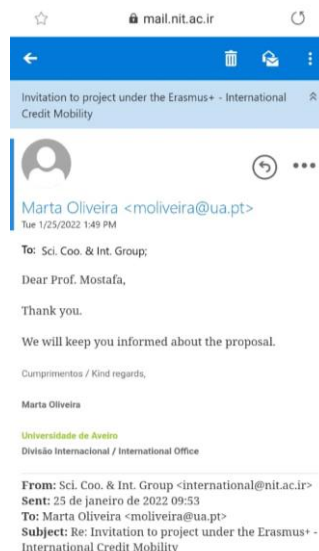 mail.nit.ac.ir
Invitation to project under the Erasmus+ - International
Credit Mobility
Marta Oliveira <moliveira@ua.pt>
Tue 1/25/2022 1:49 PM
To: Sci. Coo. & Int. Group;
Dear Prof. Mostafa,
Thank you.
We will keep you informed about the proposal.
Cumprimentos / Kind regards,
Marta Oliveira
Universidade de Aveiro
Divisão Internacional / International Office
From: Sci. Coo. & Int. Group <international@nit.ac.ir>
Sent: 25 de janeiro de 2022 09:53
To: Marta Oliveira <moliveira@ua.pt>
Subject: Re: Invitation to project under the Erasmus+ -
International Credit Mobility